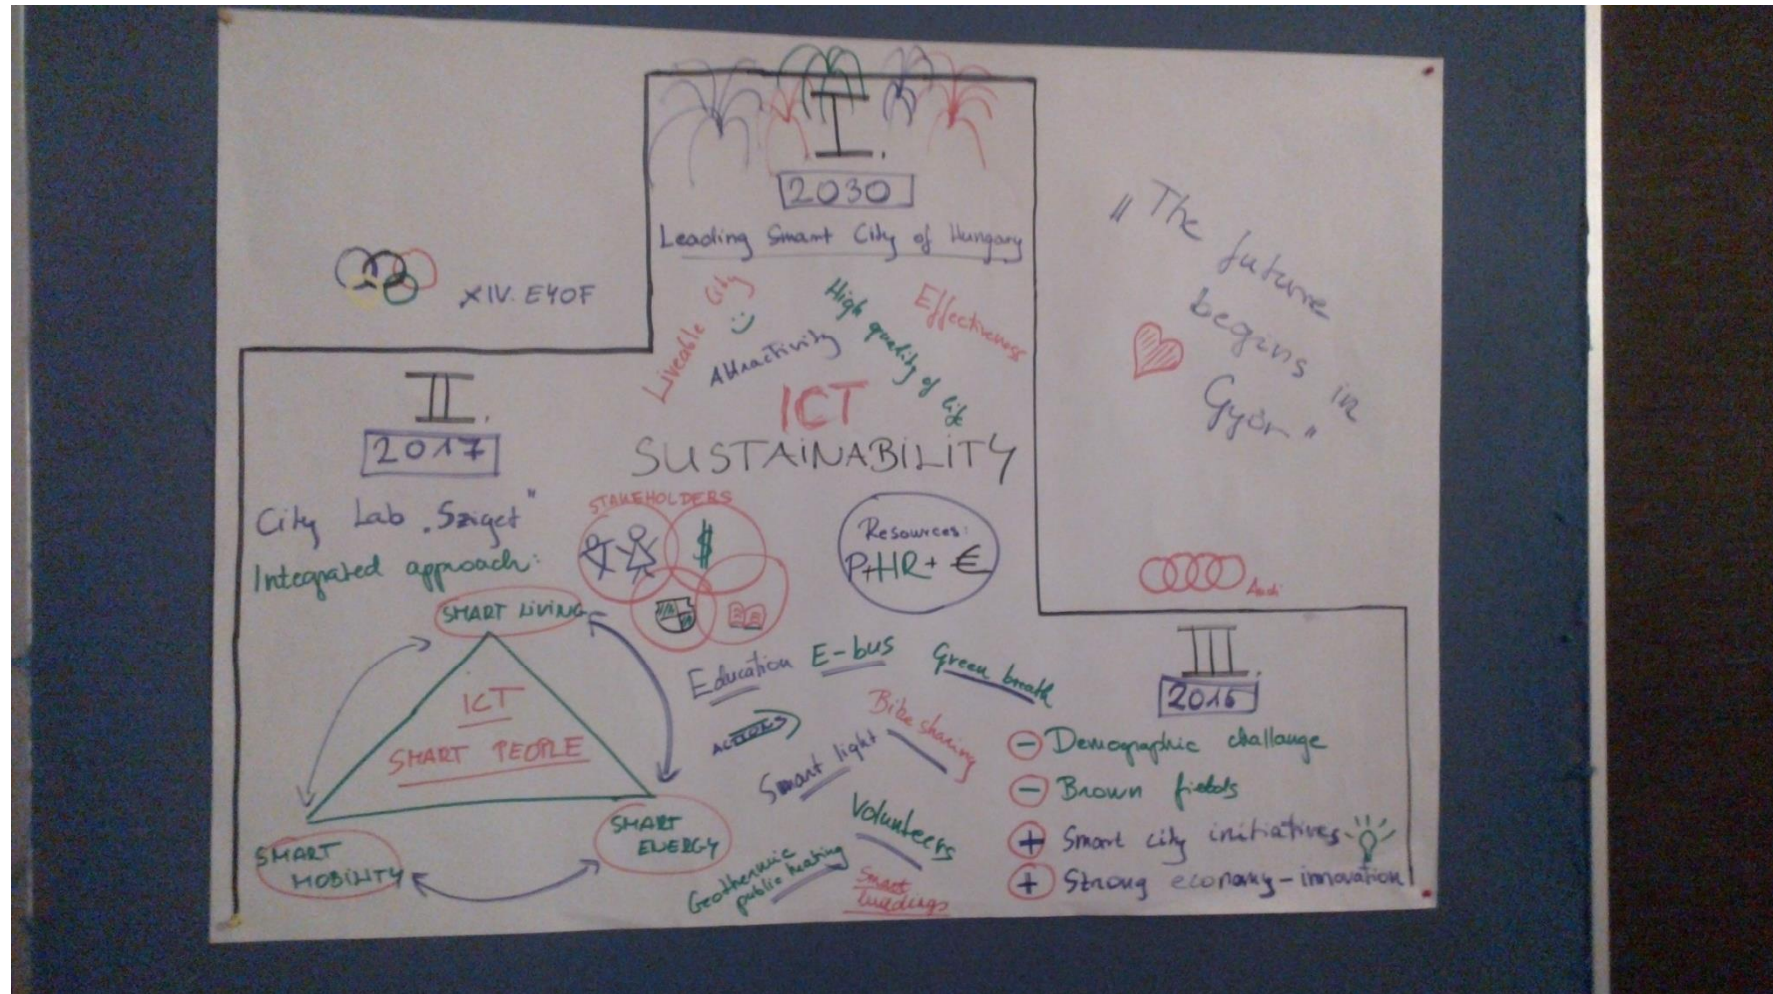 I.
2030
Leading Smart City of Hungary
XIV. EYOF
„The
future
begins
in
Győr"
Liveable City
Attractivity
High quality of life
Effectiveness
ICT
SUSTAINABILITY
II.
2017
City Lab „Sziget"
Integrated approach:
SMART LIVING
ICT
SMART PEOPLE
SMART
MOBILITY
SMART
ENERGY
STAKEHOLDERS
$
Resources:
P+HR+ €
Education
E-bus
Green breath
ACTIONS
Bike sharing
Smart light
Volunteers
Geothermic
public heating
Smart
Audi
III.
Demographic challange
Brown fields
Smart city initiatives
Strong economy-innovation